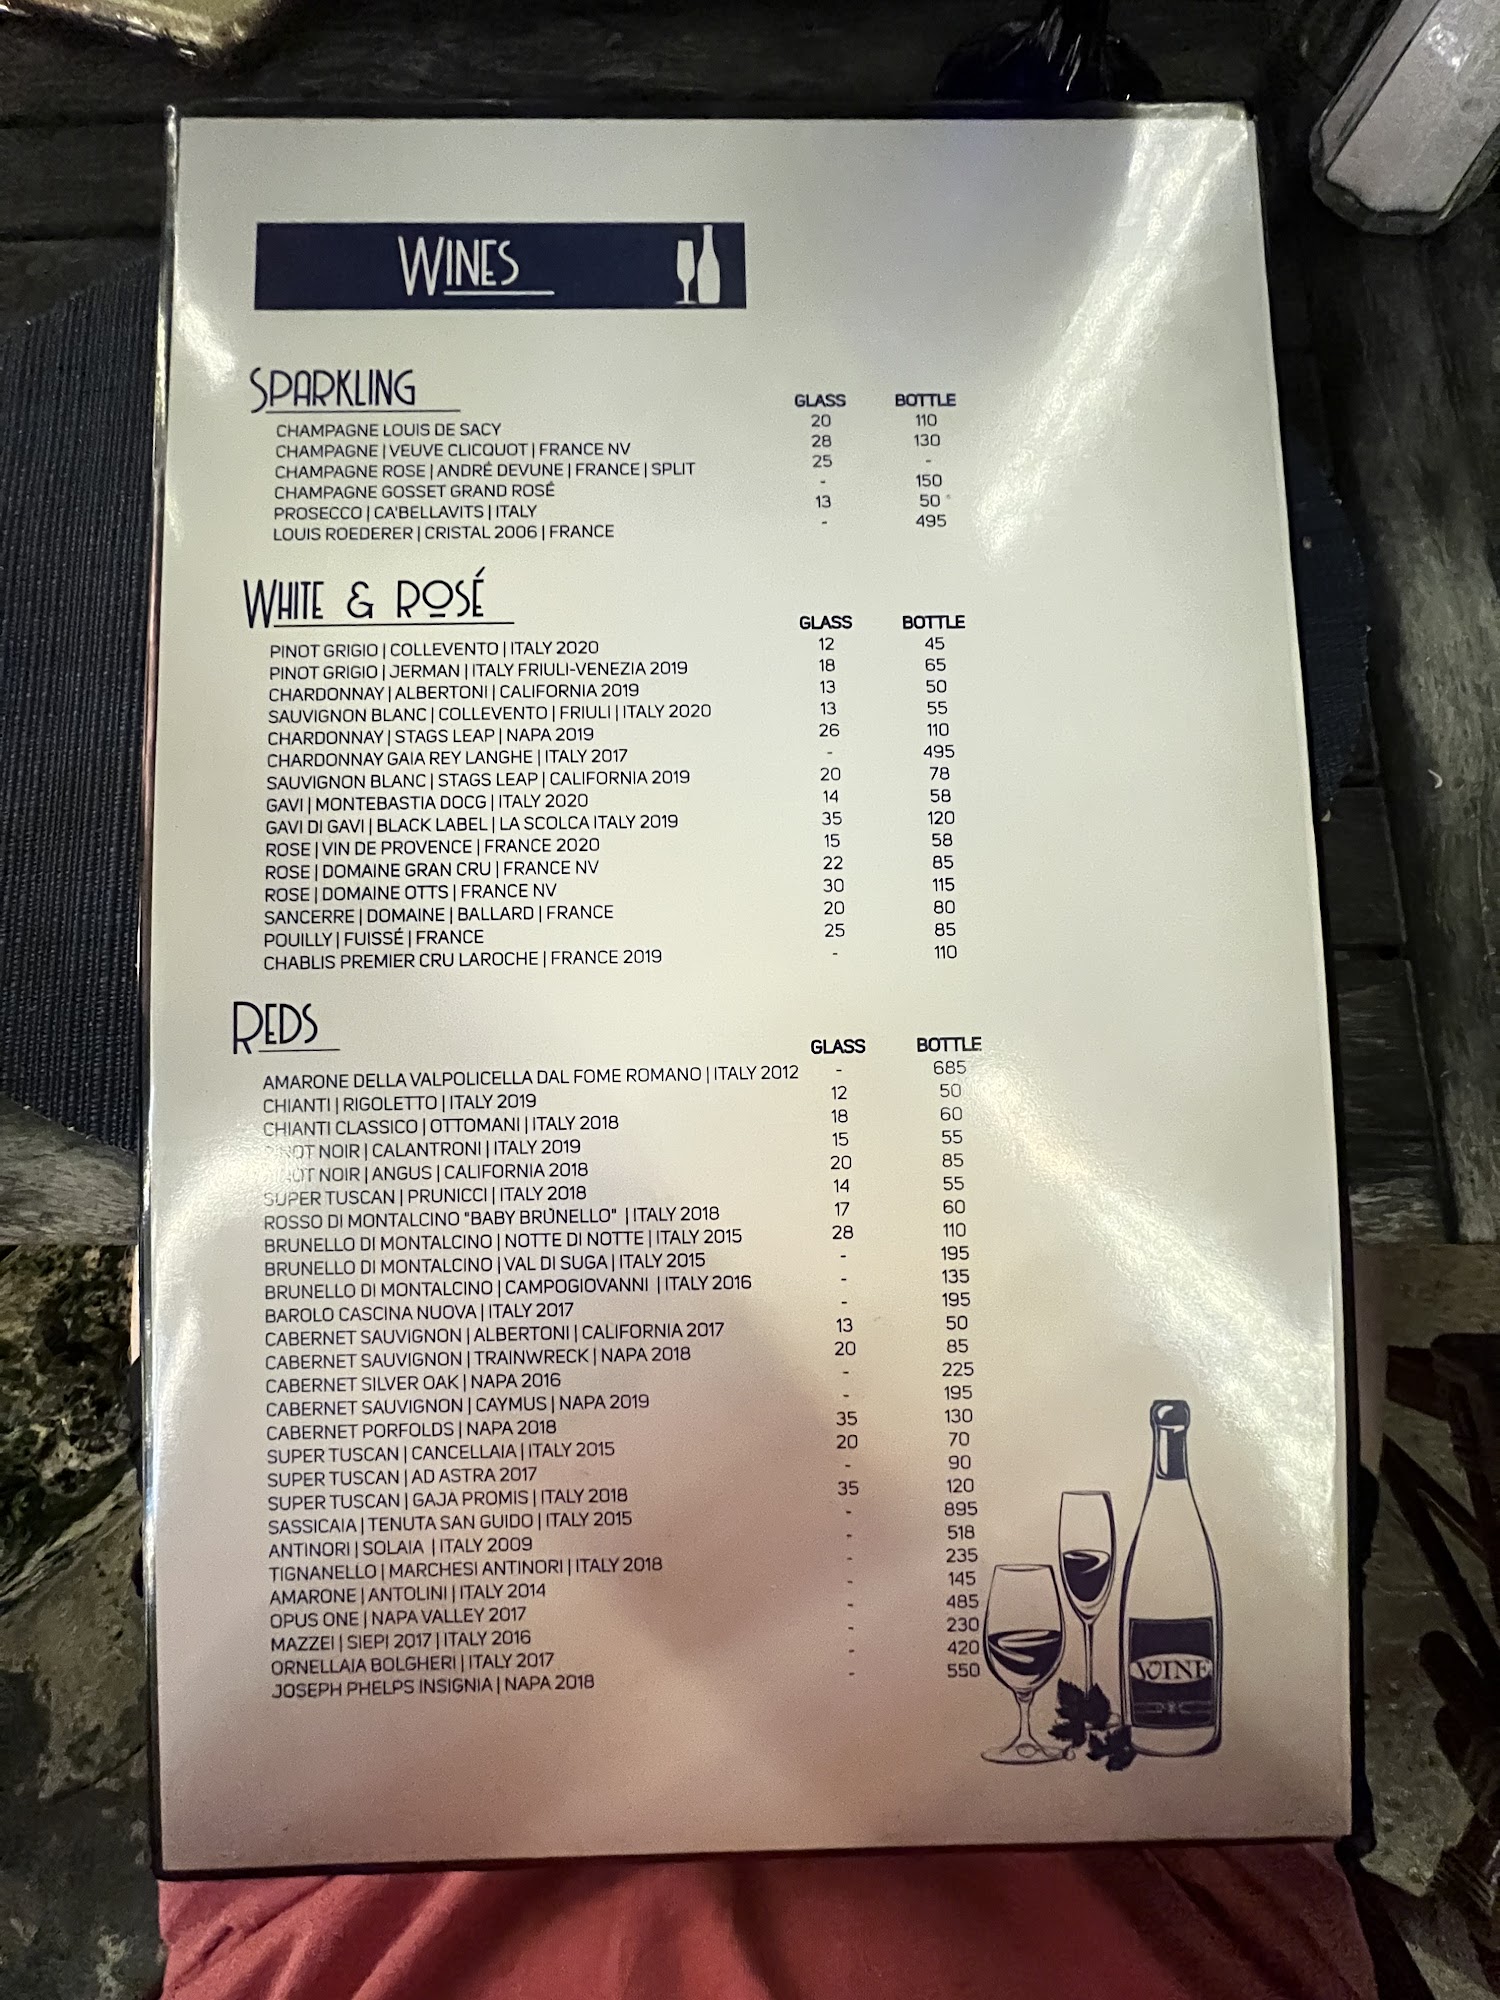 WINES
SPARKLING
GLASS BOTTLE
CHAMPAGNE LOUIS DE SACY 20 110
CHAMPAGNE | VEUVE CLICQUOT | FRANCE NV 28 130
CHAMPAGNE ROSE | ANDRÉ DEVUNE | FRANCE | SPLIT 25 -
CHAMPAGNE GOSSET GRAND ROSÉ - 150
PROSECCO | CA'BELLAVITS | ITALY 13 50
LOUIS ROEDERER | CRISTAL 2006 | FRANCE - 495
WHITE & ROSÉ
GLASS BOTTLE
PINOT GRIGIO | COLLEVENTO | ITALY 2020 12 45
PINOT GRIGIO | JERMAN | ITALY FRIULI-VENEZIA 2019 18 65
CHARDONNAY | ALBERTONI | CALIFORNIA 2019 13 50
SAUVIGNON BLANC | COLLEVENTO | FRIULI | ITALY 2020 13 55
CHARDONNAY | STAGS LEAP | NAPA 2019 26 110
CHARDONNAY GAIA REY LANGHE | ITALY 2017 - 495
SAUVIGNON BLANC | STAGS LEAP | CALIFORNIA 2019 20 78
GAVI | MONTEBASTIA DOCG | ITALY 2020 14 58
GAVI DI GAVI | BLACK LABEL | LA SCOLCA ITALY 2019 35 120
ROSE | VIN DE PROVENCE | FRANCE 2020 15 58
ROSE | DOMAINE GRAN CRU | FRANCE NV 22 85
ROSE | DOMAINE OTTS | FRANCE NV 30 115
SANCERRE | DOMAINE | BALLARD | FRANCE 20 80
POUILLY | FUISSÉ | FRANCE 25 85
CHABLIS PREMIER CRU LAROCHE | FRANCE 2019 - 110
REDS
GLASS BOTTLE
AMARONE DELLA VALPOLICELLA DAL FOME ROMANO | ITALY 2012 - 685
CHIANTI | RIGOLETTO | ITALY 2019 12 50
CHIANTI CLASSICO | OTTOMANI | ITALY 2018 18 60
PINOT NOIR | CALANTRONI | ITALY 2019 15 55
PINOT NOIR | ANGUS | CALIFORNIA 2018 20 85
SUPER TUSCAN | PRUNICCI | ITALY 2018 14 55
ROSSO DI MONTALCINO "BABY BRÙNELLO" | ITALY 2018 17 60
BRUNELLO DI MONTALCINO | NOTTE DI NOTTE | ITALY 2015 28 110
BRUNELLO DI MONTALCINO | VAL DI SUGA | ITALY 2015 - 195
BRUNELLO DI MONTALCINO | CAMPOGIOVANNI | ITALY 2016 - 135
BAROLO CASCINA NUOVA | ITALY 2017 - 195
CABERNET SAUVIGNON | ALBERTONI | CALIFORNIA 2017 13 50
CABERNET SAUVIGNON | TRAINWRECK | NAPA 2018 20 85
CABERNET SILVER OAK | NAPA 2016 - 225
CABERNET SAUVIGNON | CAYMUS | NAPA 2019 - 195
CABERNET PORFOLDS | NAPA 2018 35 130
SUPER TUSCAN | CANCELLAIA | ITALY 2015 20 70
SUPER TUSCAN | AD ASTRA 2017 - 90
SUPER TUSCAN | GAJA PROMIS | ITALY 2018 35 120
SASSICAIA | TENUTA SAN GUIDO | ITALY 2015 - 895
ANTINORI | SOLAIA | ITALY 2009 - 518
TIGNANELLO | MARCHESI ANTINORI | ITALY 2018 - 235
AMARONE | ANTOLINI | ITALY 2014 - 145
OPUS ONE | NAPA VALLEY 2017 - 485
MAZZEI | SIEPI 2017 | ITALY 2016 - 230
ORNELLAIA BOLGHERI | ITALY 2017 - 420
JOSEPH PHELPS INSIGNIA | NAPA 2018 - 550
WINE